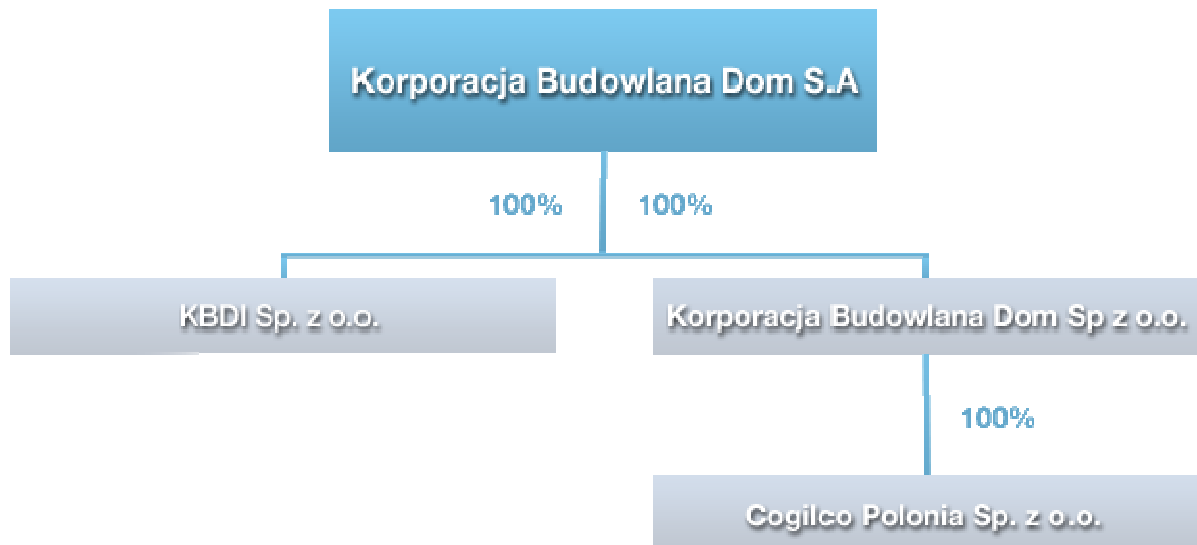 Korporacja Budowlana Dom S.A
100% 100%
KBDI Sp. z o.o.
Korporacja Budowlana Dom Sp z o.o.
100%
Cogilco Polonia Sp. z o.o.